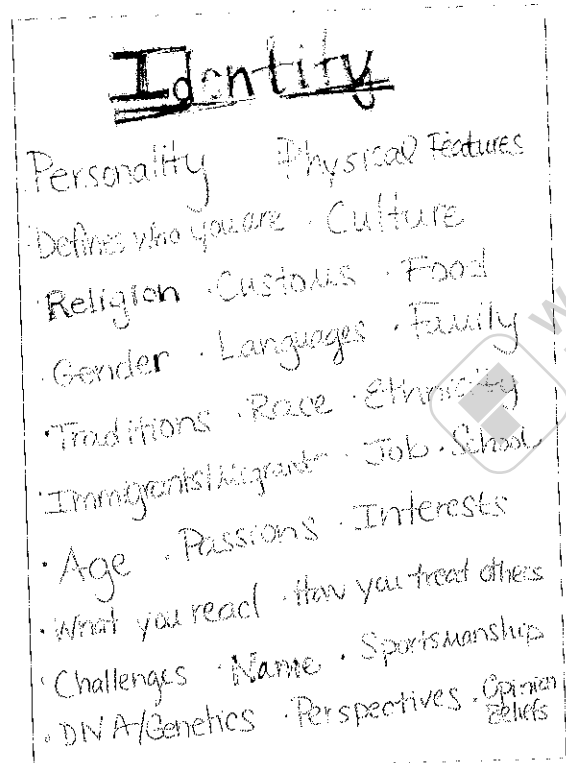 Identity
Personality Physical Features
·Defines who you are · Culture
·Religion ·Customs ·Food
·Gender ·Languages ·Family
·Traditions ·Race ·Ethnicity
·Immigrants/Migrant ·Job ·School
·Age ·Passions ·Interests
·What you read ·How you treat others
·Challenges ·Name ·Sportsmanship
·DNA/Genetics ·Perspectives ·Opinion
Beliefs